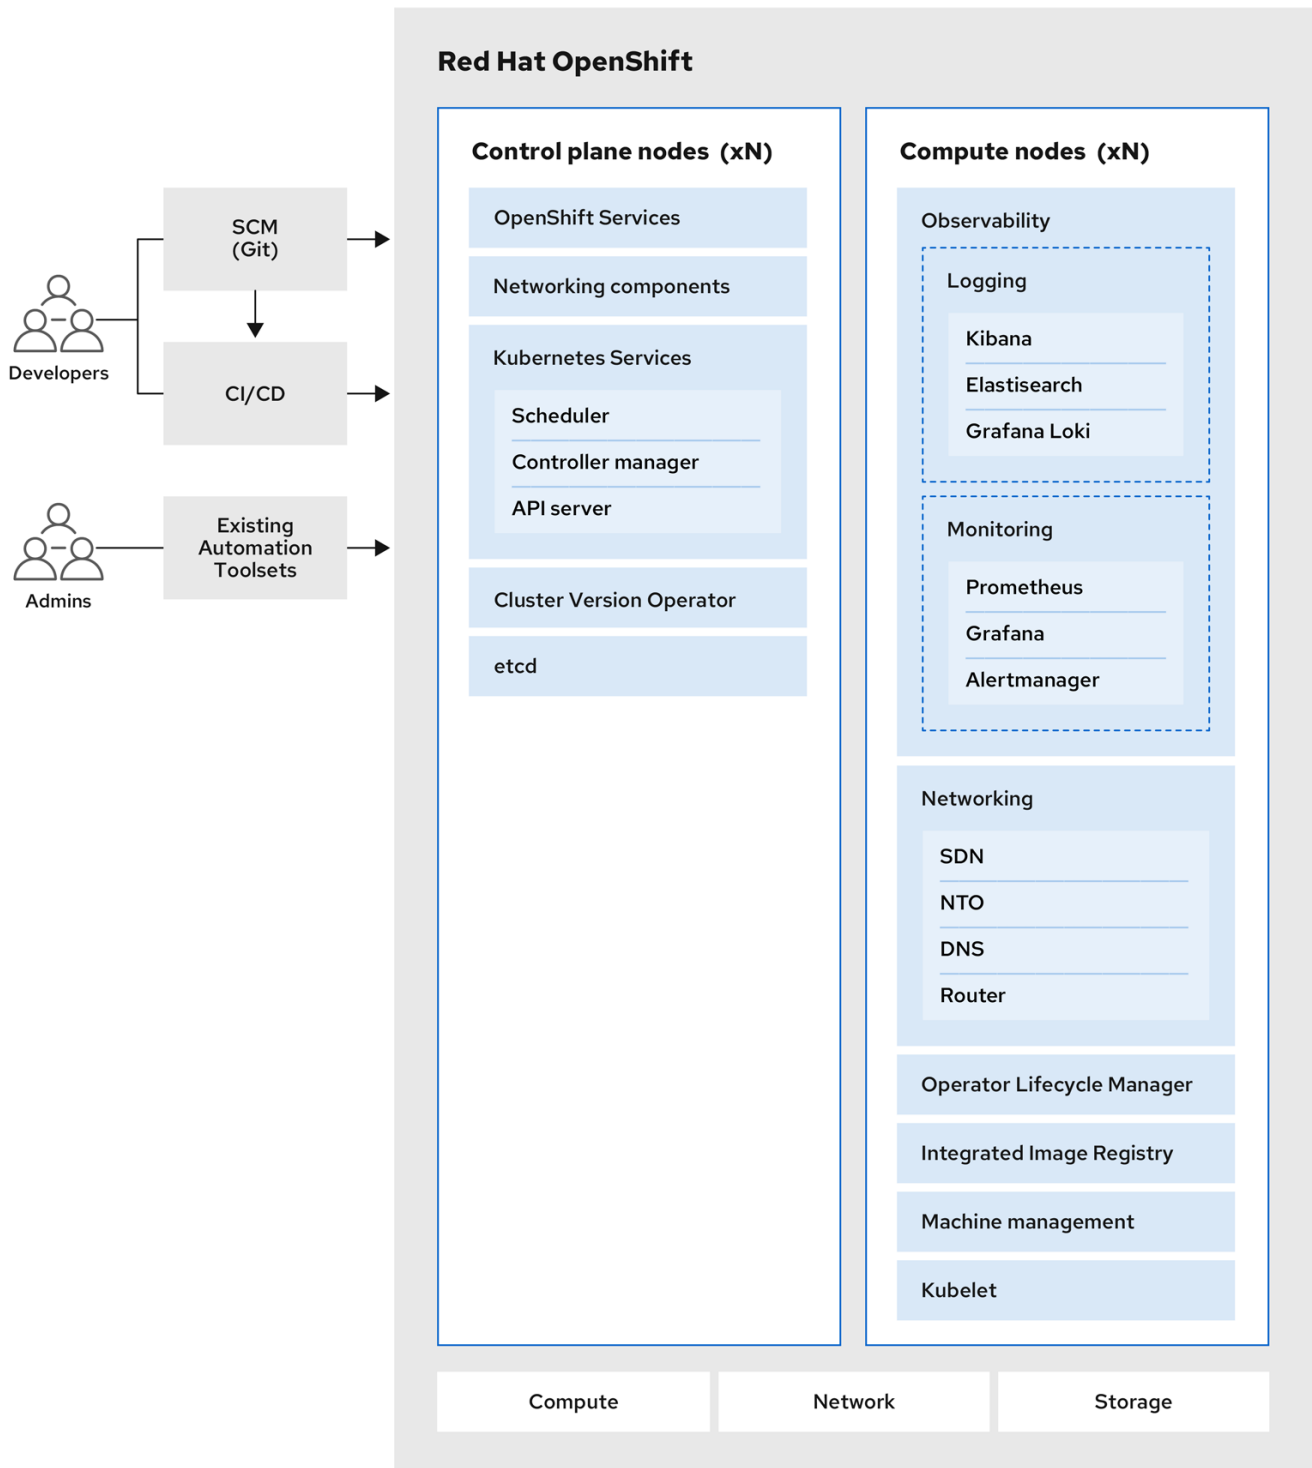 Red Hat OpenShift
SCM
(Git)
CI/CD
Developers
Existing
Automation
Toolsets
Admins
Control plane nodes (xN)
OpenShift Services
Networking components
Kubernetes Services
Scheduler
Controller manager
API server
Cluster Version Operator
etcd
Compute nodes (xN)
Observability
Logging
Kibana
Elastisearch
Grafana Loki
Monitoring
Prometheus
Grafana
Alertmanager
Networking
SDN
NTO
DNS
Router
Operator Lifecycle Manager
Integrated Image Registry
Machine management
Kubelet
Compute
Network
Storage